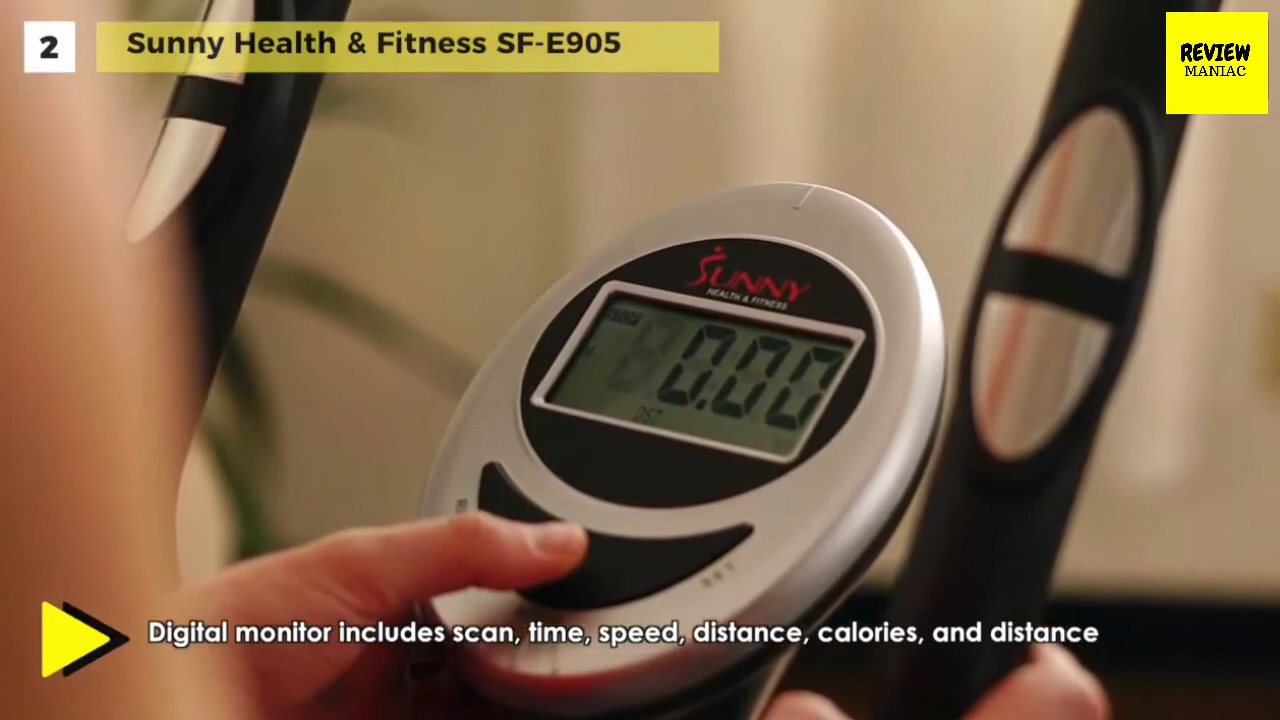 2
Sunny Health & Fitness SF-E905
REVIEW
MANIAC
SUNNY
HEALTH & FITNESS
0.00
DST
Digital monitor includes scan, time, speed, distance, calories, and distance